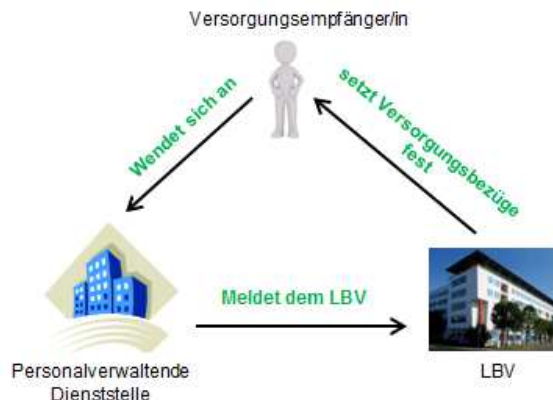 Versorgungsempfänger/in
Wendet sich an
setzt Versorgungsbezüge
fest
Meldet dem LBV
Personalverwaltende
Dienststelle
LBV